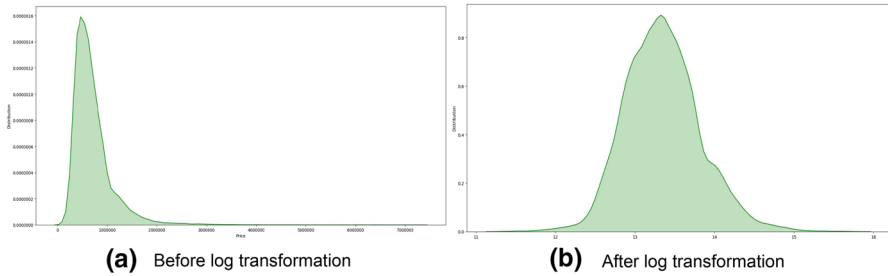 0.0000016
0.0000014
0.0000012
0.0000010
0.0000008
0.0000006
0.0000004
0.0000002
0.0000000
Distribution
0 1000000 2000000 3000000 4000000 5000000 6000000 7000000
Price
(a) Before log transformation
0.8
0.6
0.4
0.2
0.0
Distribution
11 12 13 14 15 16
(b) After log transformation